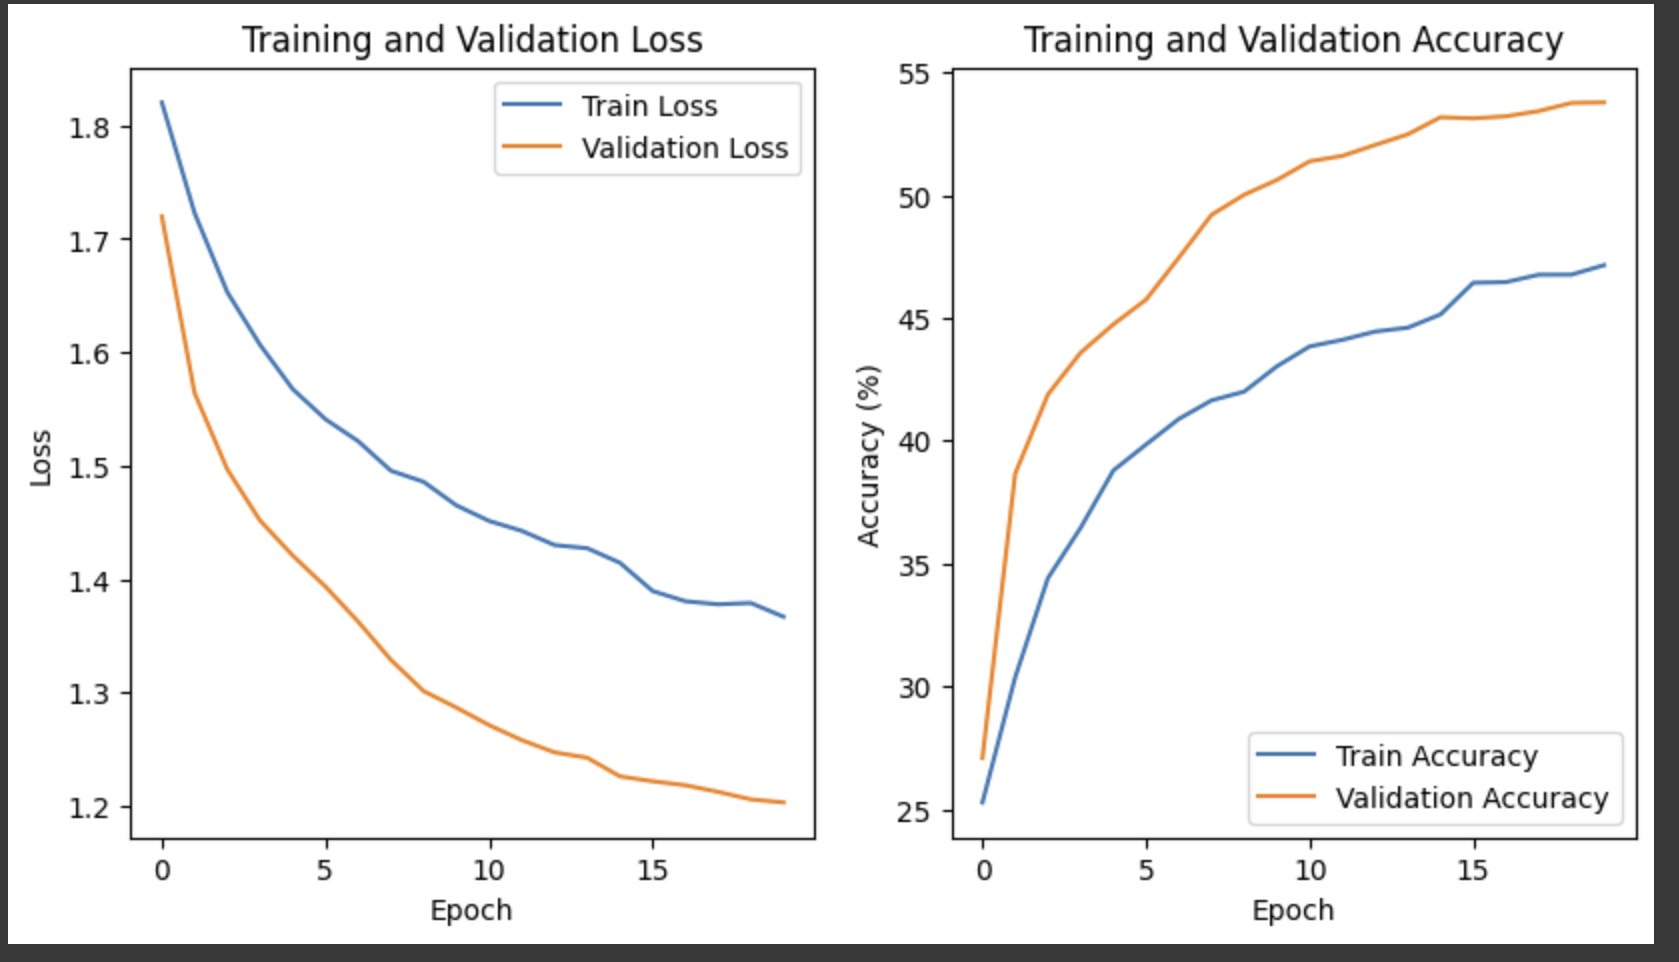 Training and Validation Loss
Train Loss
Validation Loss
1.8
1.7
1.6
1.5
1.4
1.3
1.2
Loss
0 5 10 15
Epoch
Training and Validation Accuracy
55
50
45
40
35
30
25
Accuracy (%)
Train Accuracy
Validation Accuracy
0 5 10 15
Epoch